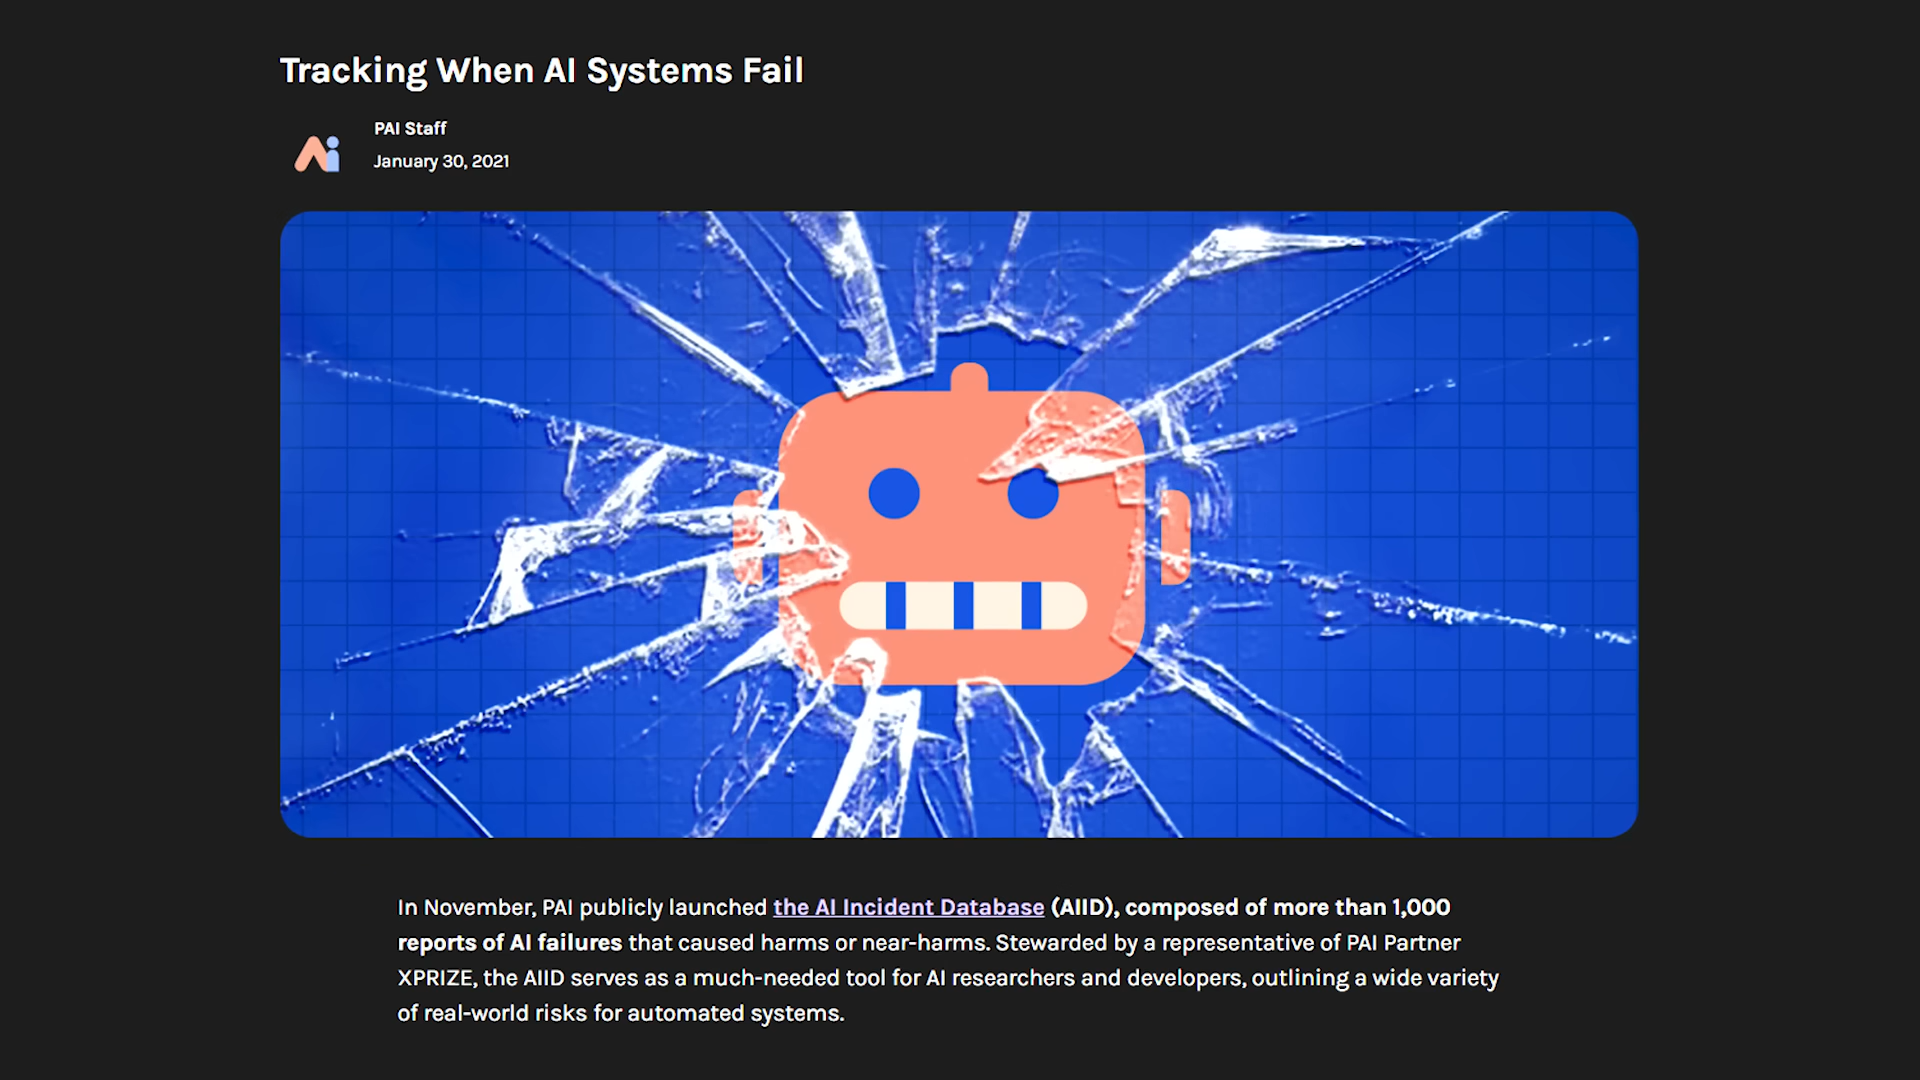 Tracking When AI Systems Fail
PAI Staff
January 30, 2021
In November, PAI publicly launched the AI Incident Database (AIID), composed of more than 1,000
reports of AI failures that caused harms or near-harms. Stewarded by a representative of PAI Partner
XPRIZE, the AIID serves as a much-needed tool for AI researchers and developers, outlining a wide variety
of real-world risks for automated systems.